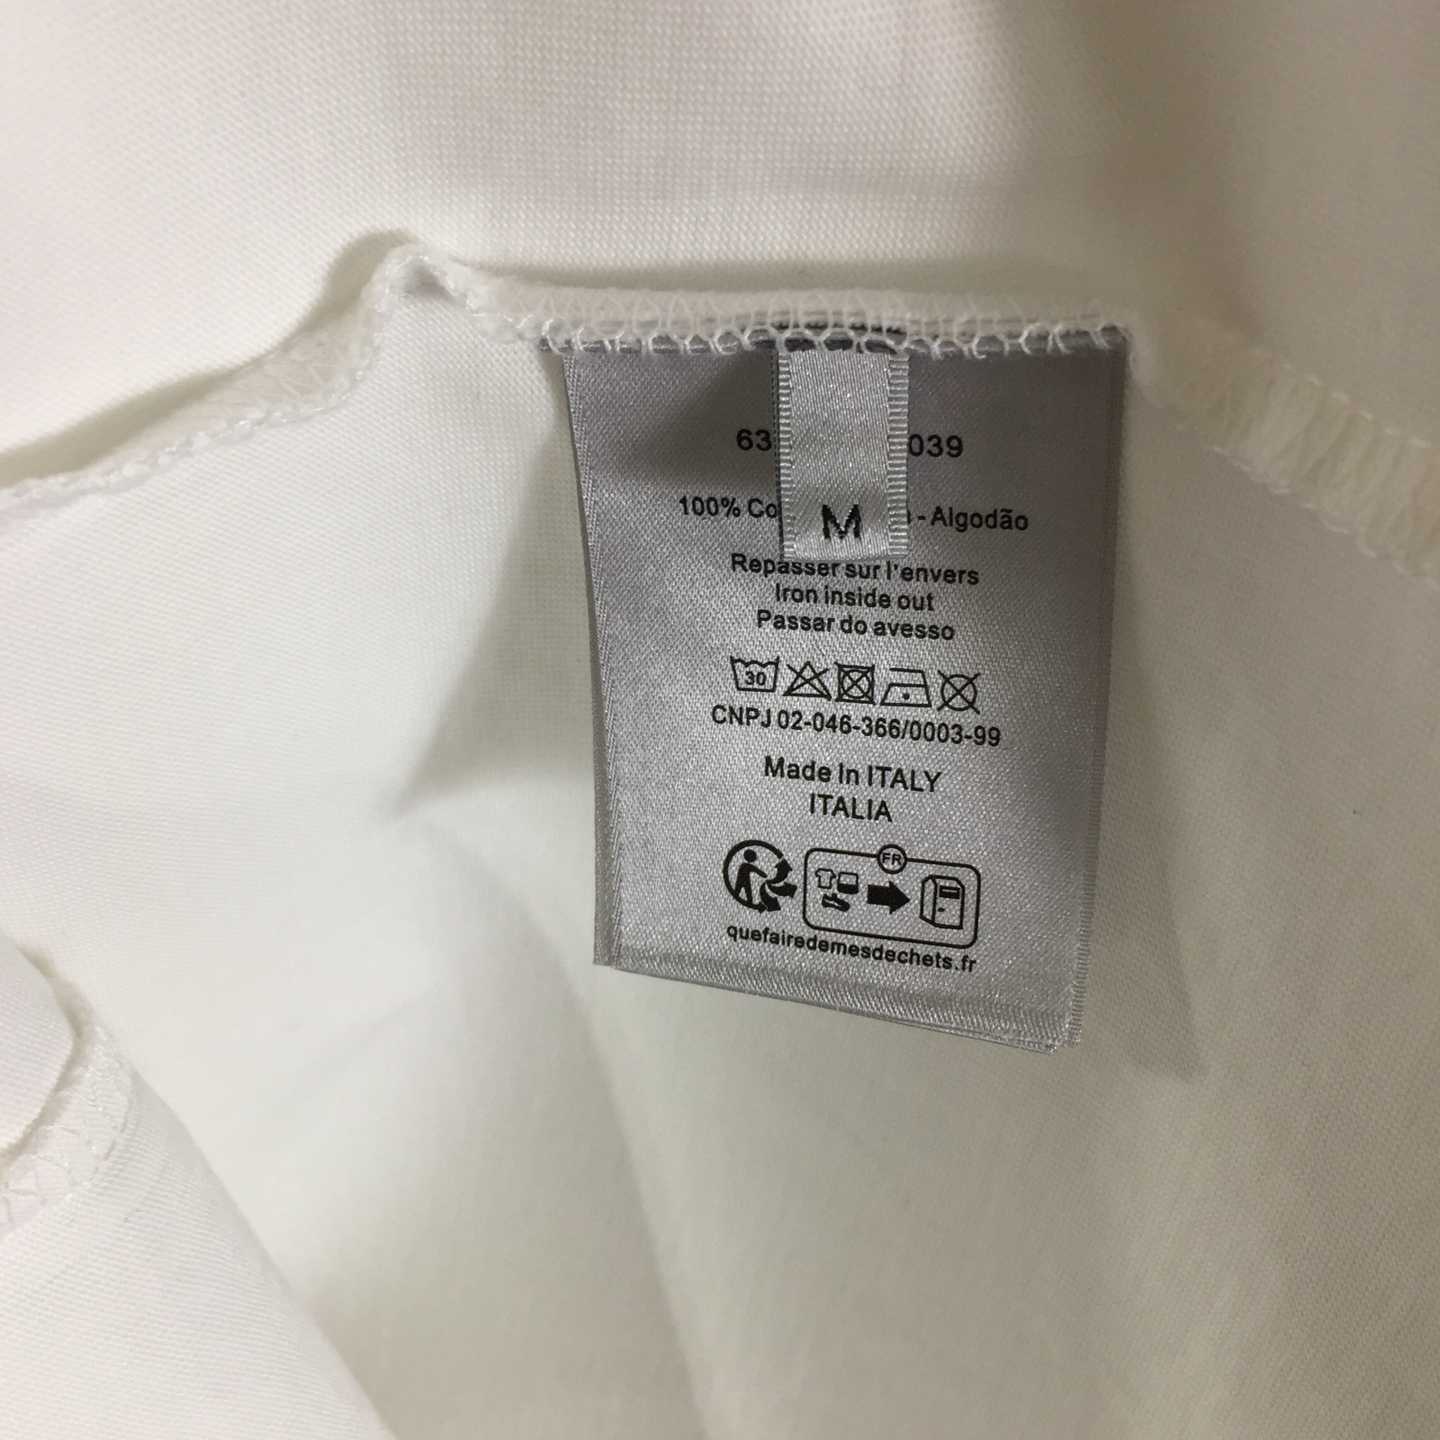 63 039
100% - Algodão
M
Repasser sur l'envers
Iron inside out
Passar do avesso
30
CNPJ 02-046-366/0003-99
Made In ITALY
ITALIA
FR
quefairedemesdechets.fr